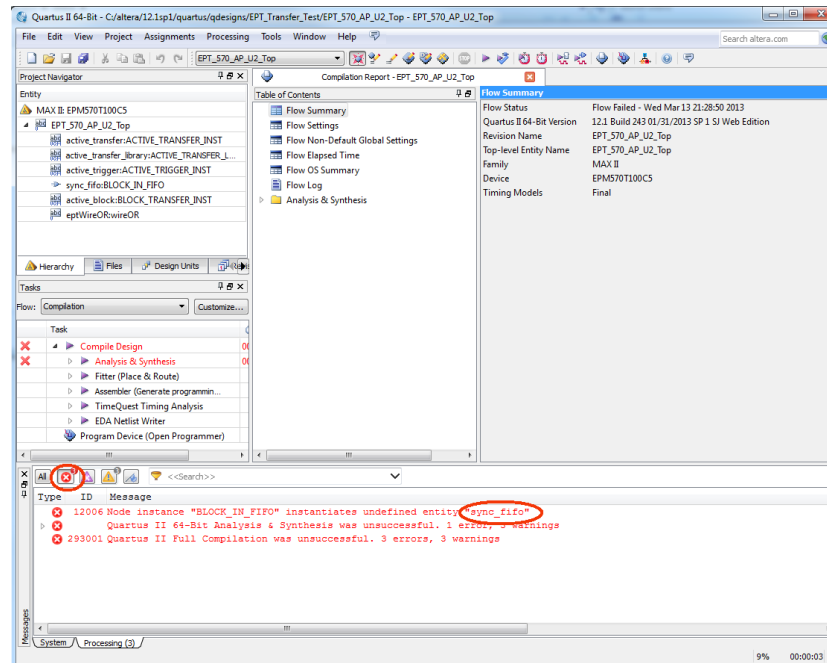 Quartus II 64-Bit - C:/altera/12.1sp1/quartus/qdesigns/EPT_Transfer_Test/EPT_570_AP_U2_Top - EPT_570_AP_U2_Top
File Edit View Project Assignments Processing Tools Window Help
Search altera.com
EPT_570_AP_U2_Top
Project Navigator
Entity
MAX II: EPM570T100C5
EPT_570_AP_U2_Top
active_transfer:ACTIVE_TRANSFER_INST
active_transfer_library:ACTIVE_TRANSFER_L...
active_trigger:ACTIVE_TRIGGER_INST
sync_fifo:BLOCK_IN_FIFO
active_block:BLOCK_TRANSFER_INST
eptWireOR:wireOR
Hierarchy Files Design Units
Tasks
Flow: Compilation Customize...
Task
Compile Design 00
Analysis & Synthesis 00
Fitter (Place & Route)
Assembler (Generate programmin...
TimeQuest Timing Analysis
EDA Netlist Writer
Program Device (Open Programmer)
Compilation Report - EPT_570_AP_U2_Top
Table of Contents
Flow Summary
Flow Settings
Flow Non-Default Global Settings
Flow Elapsed Time
Flow OS Summary
Flow Log
Analysis & Synthesis
Flow Summary
Flow Status Flow Failed - Wed Mar 13 21:28:50 2013
Quartus II 64-Bit Version 12.1 Build 243 01/31/2013 SP 1 SJ Web Edition
Revision Name EPT_570_AP_U2_Top
Top-level Entity Name EPT_570_AP_U2_Top
Family MAX II
Device EPM570T100C5
Timing Models Final
All <<Search>>
Type ID Message
12006 Node instance "BLOCK_IN_FIFO" instantiates undefined entity "sync_fifo"
Quartus II 64-Bit Analysis & Synthesis was unsuccessful. 1 error, 3 warnings
293001 Quartus II Full Compilation was unsuccessful. 3 errors, 3 warnings
Messages
System Processing (3)
9% 00:00:03